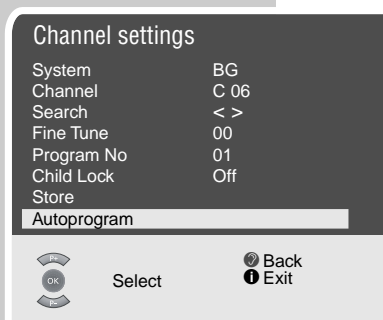 Channel settings
System BG
Channel C 06
Search < >
Fine Tune 00
Program No 01
Child Lock Off
Store
Autoprogram
P+
OK Select
P-
Back
i Exit